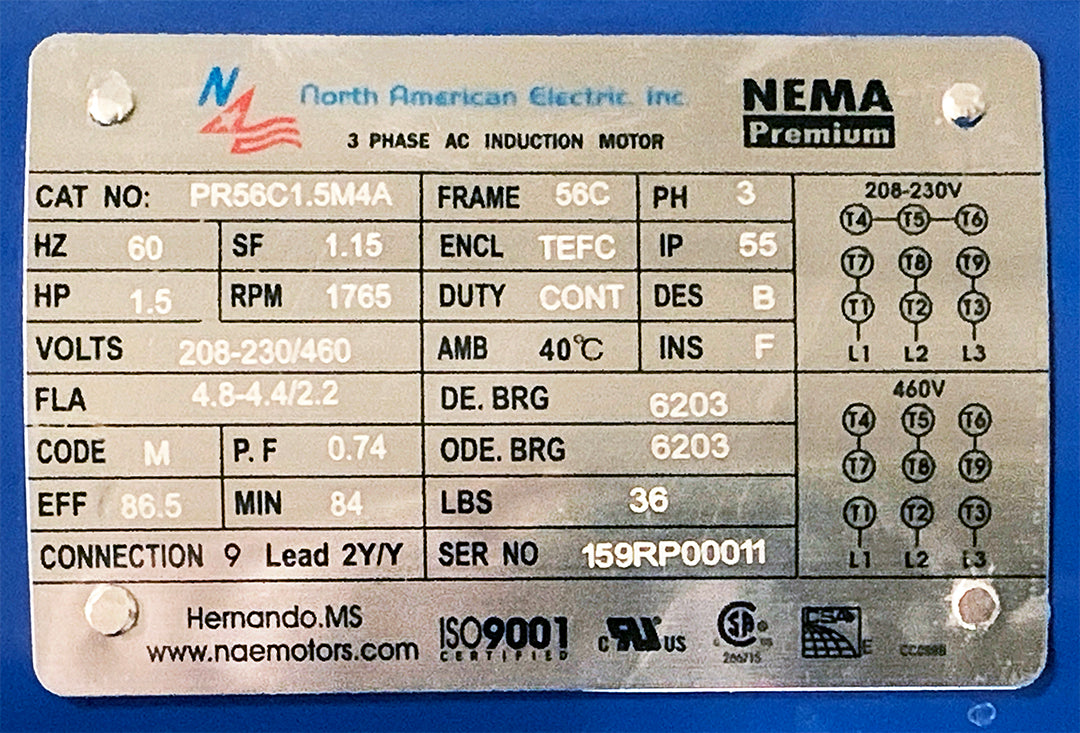 North American Electric, Inc.
NEMA
Premium
3 PHASE AC INDUCTION MOTOR
CAT NO: PR56C1.5M4A FRAME 56C PH 3
HZ 60 SF 1.15 ENCL TEFC IP 55
HP 1.5 RPM 1765 DUTY CONT DES B
VOLTS 208-230/460 AMB 40°C INS F
FLA 4.8-4.4/2.2 DE. BRG 6203
CODE M P.F 0.74 ODE. BRG 6203
EFF 86.5 MIN 84 LBS 36
CONNECTION 9 Lead 2Y/Y SER NO 159RP00011
208-230V
T4 T5 T6
T7 T8 T9
T1 T2 T3
L1 L2 L3
460V
T4 T5 T6
T7 T8 T9
T1 T2 T3
L1 L2 L3
Hernando.MS
www.naemotors.com
ISO9001
CERTIFIED
c US